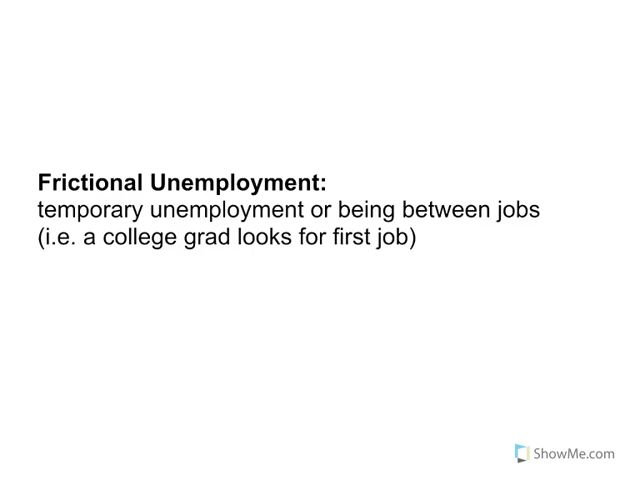 Frictional Unemployment:
temporary unemployment or being between jobs
(i.e. a college grad looks for first job)
ShowMe.com